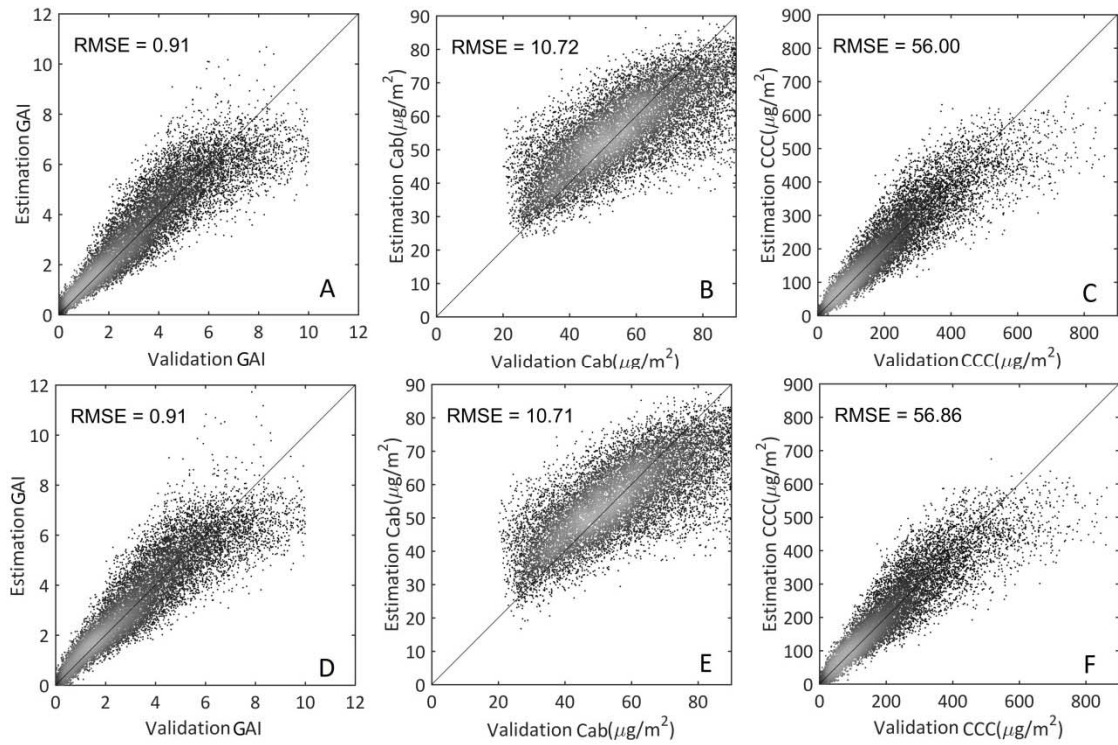 12
10
8
6
4
2
0
Estimation GAI
RMSE = 0.91
A
0 2 4 6 8 10 12
Validation GAI
90
80
70
60
50
40
30
20
10
0
Estimation Cab(μg/m²)
RMSE = 10.72
B
0 20 40 60 80
Validation Cab(μg/m²)
900
800
700
600
500
400
300
200
100
0
Estimation CCC(μg/m²)
RMSE = 56.00
C
0 200 400 600 800
Validation CCC(μg/m²)
12
10
8
6
4
2
0
Estimation GAI
RMSE = 0.91
D
0 2 4 6 8 10 12
Validation GAI
90
80
70
60
50
40
30
20
10
0
Estimation Cab(μg/m²)
RMSE = 10.71
E
0 20 40 60 80
Validation Cab(μg/m²)
900
800
700
600
500
400
300
200
100
0
Estimation CCC(μg/m²)
RMSE = 56.86
F
0 200 400 600 800
Validation CCC(μg/m²)